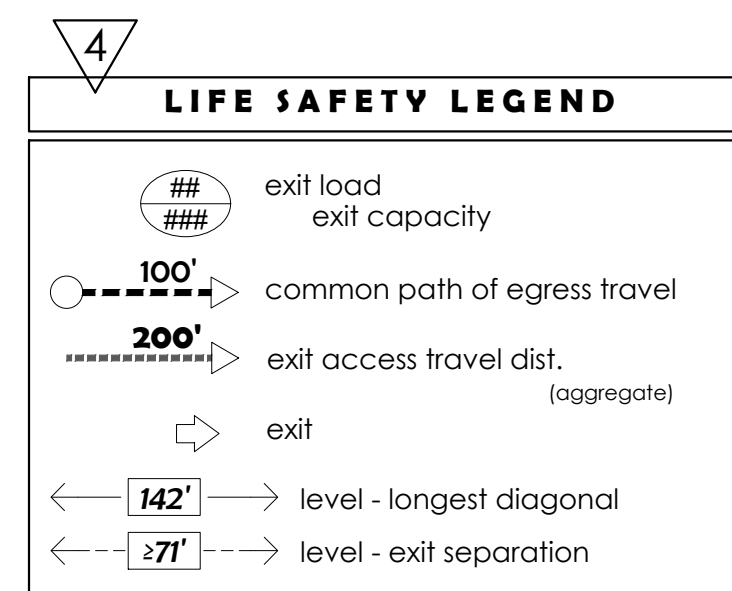 4
LIFE SAFETY LEGEND
## exit load
### exit capacity
100' common path of egress travel
200' exit access travel dist.
(aggregate)
exit
142' level - longest diagonal
≥71' level - exit separation